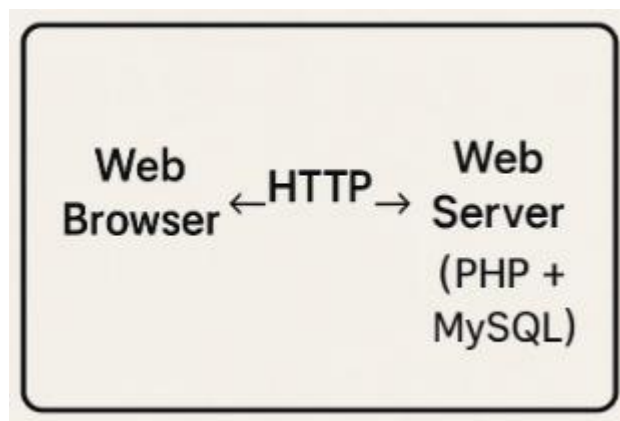 Web
Browser
←HTTP→
Web
Server
(PHP +
MySQL)